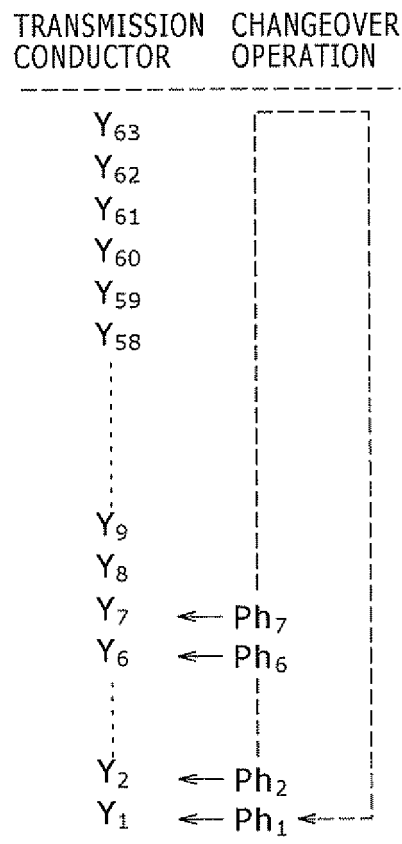 TRANSMISSION CHANGEOVER
CONDUCTOR OPERATION
Y63
Y62
Y61
Y60
Y59
Y58
Y9
Y8
Y7 ← Ph7
Y6 ← Ph6
Y2 ← Ph2
Y1 ← Ph1